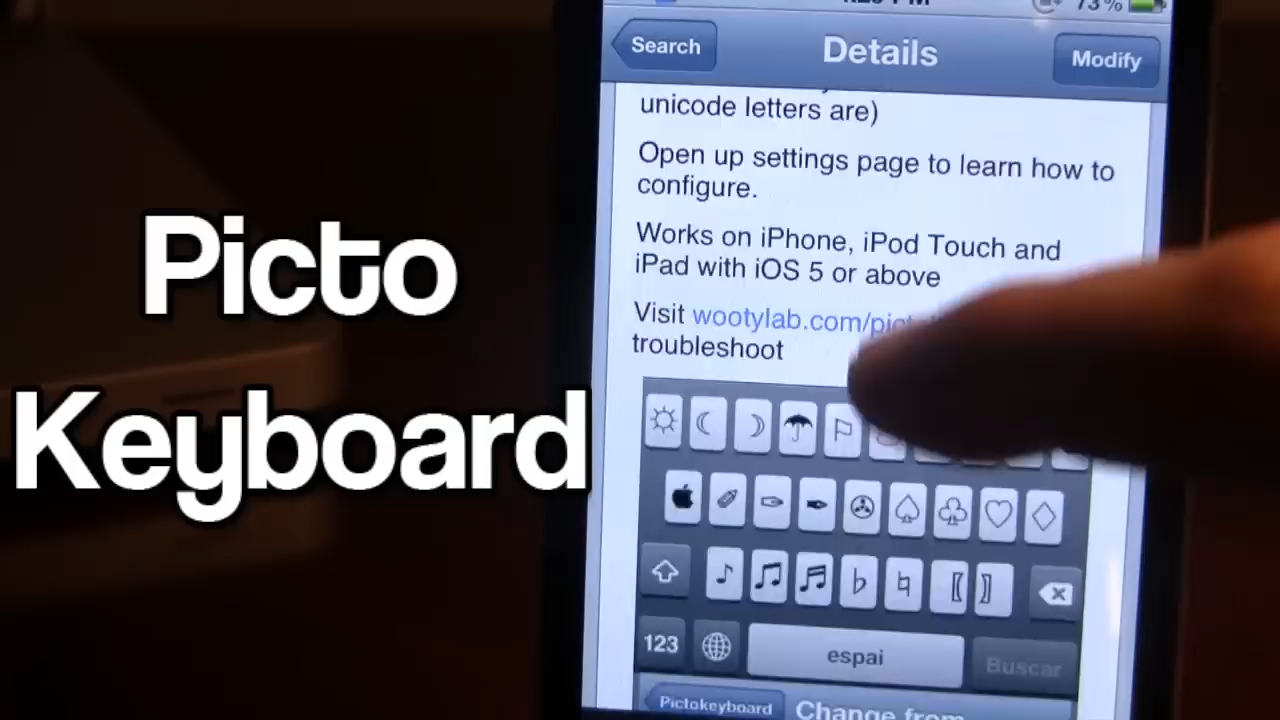 73%
Search
Details
Modify
unicode letters are)
Open up settings page to learn how to
configure.
Works on iPhone, iPod Touch and
iPad with iOS 5 or above
Visit wootylab.com/
troubleshoot
Picto
Keyboard
123
espai
Buscar
Pictokeyboard
Change from